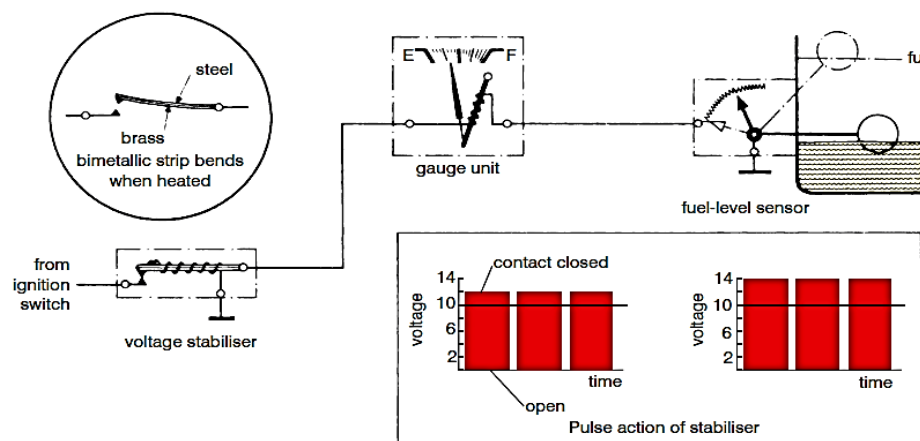 steel
brass
bimetallic strip bends
when heated
E F
gauge unit
fu
fuel-level sensor
from
ignition
switch
voltage stabiliser
voltage
14
10
6
2
contact closed
open
time
voltage
14
10
6
2
time
Pulse action of stabiliser